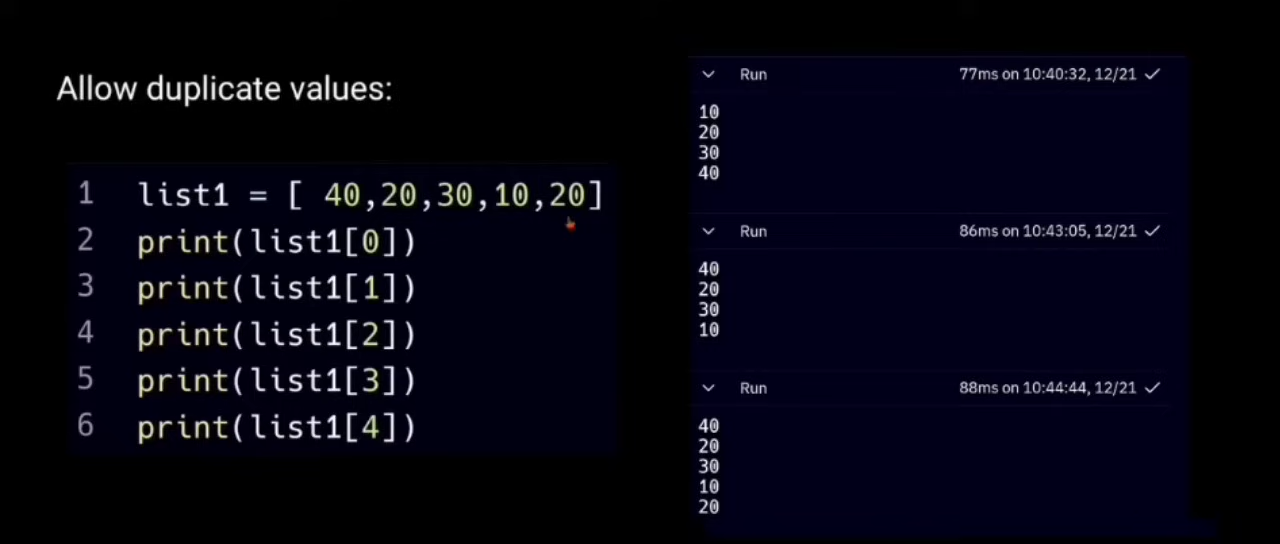 Allow duplicate values:
1 list1 = [ 40,20,30,10,20]
2 print(list1[0])
3 print(list1[1])
4 print(list1[2])
5 print(list1[3])
6 print(list1[4])
Run 77ms on 10:40:32, 12/21
10
20
30
40
Run 86ms on 10:43:05, 12/21
40
20
30
10
Run 88ms on 10:44:44, 12/21
40
20
30
10
20